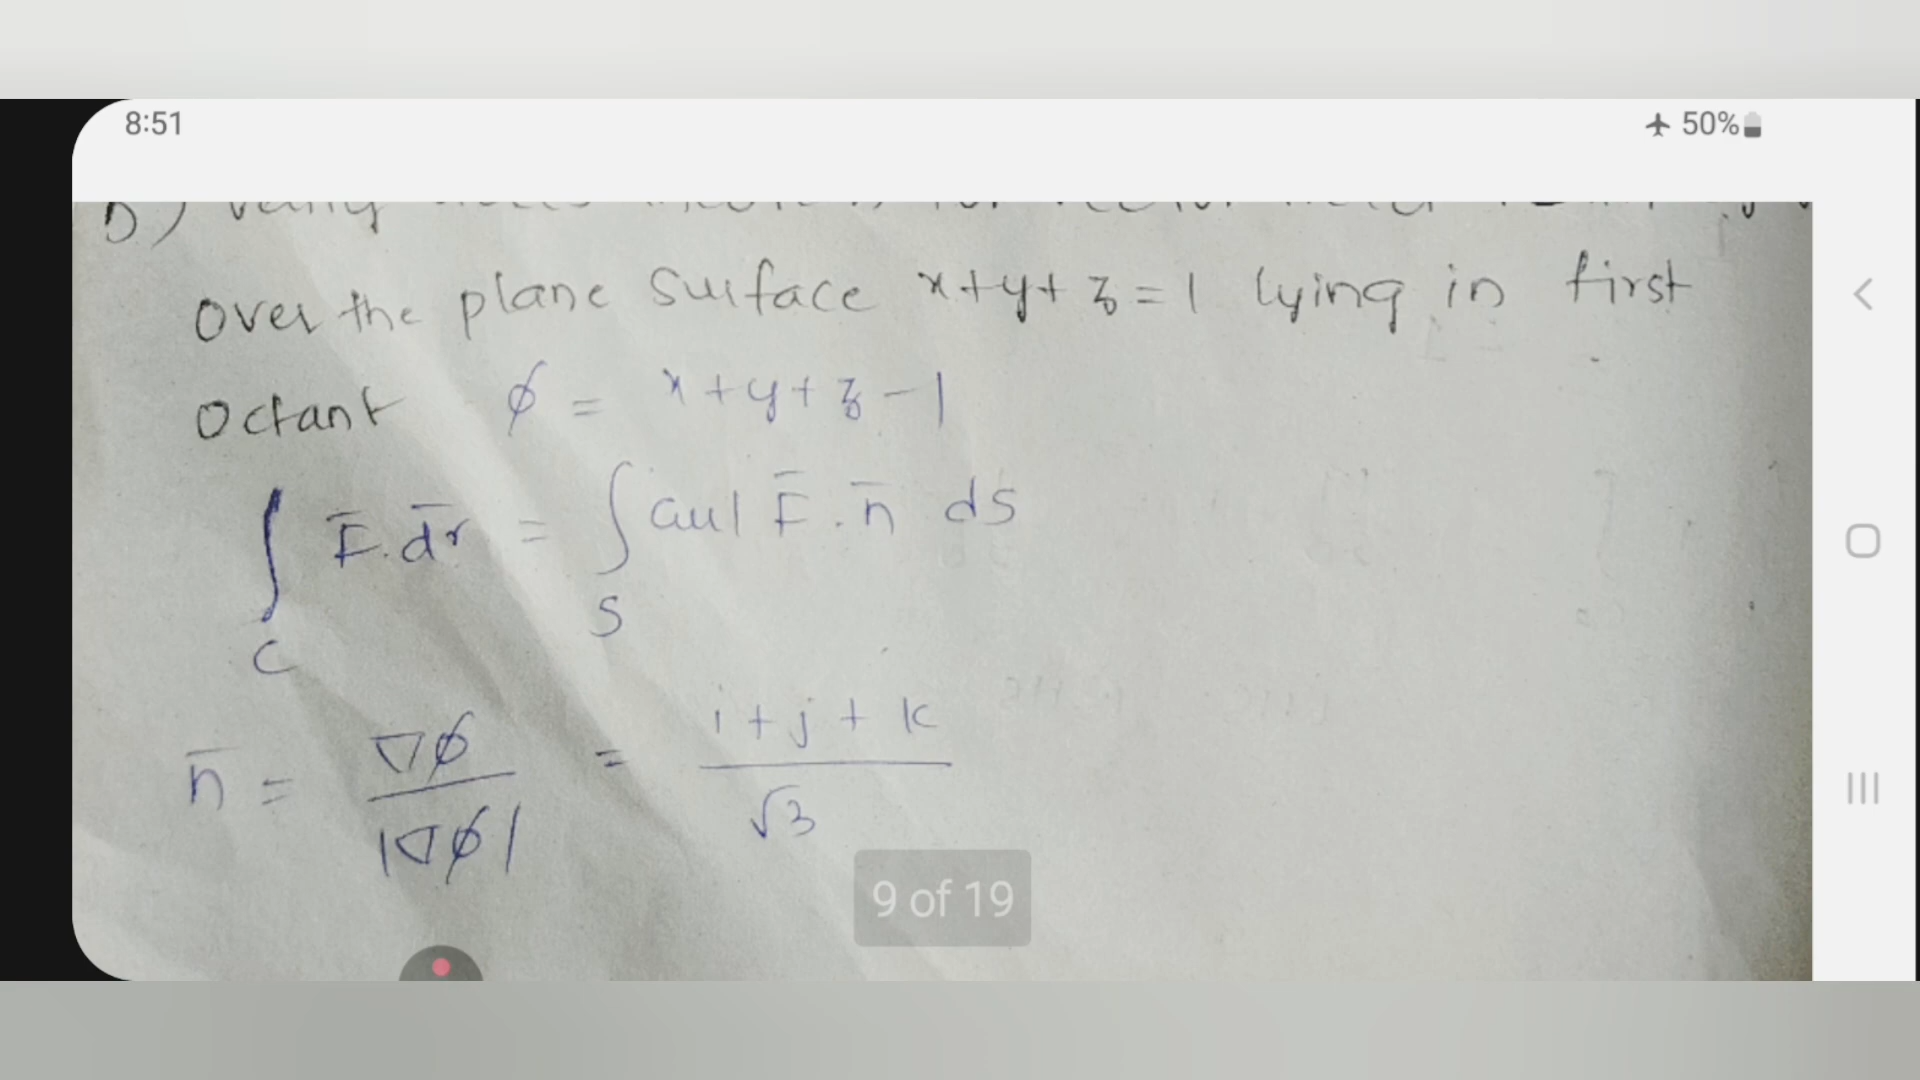 8:51
50%
over the plane surface x+y+z=1 lying in first
octant φ = x+y+z-1
∫ F̄.d̄r = ∫ curl F̄.n̄ ds
C S
n̄ = ∇φ / |∇φ| = i+j+k / √3
9 of 19